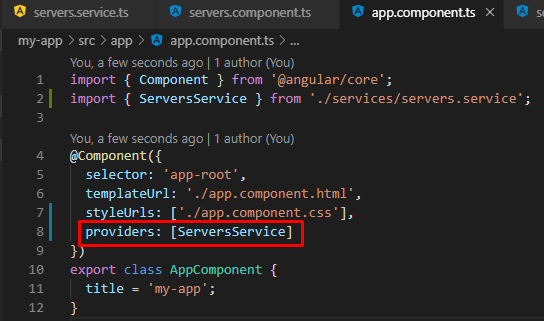 servers.service.ts servers.component.ts app.component.ts
my-app > src > app > app.component.ts > ...
You, a few seconds ago | 1 author (You)
1 import { Component } from '@angular/core';
2 import { ServersService } from './services/servers.service';
3
You, a few seconds ago | 1 author (You)
4 @Component({
5 selector: 'app-root',
6 templateUrl: './app.component.html',
7 styleUrls: ['./app.component.css'],
8 providers: [ServersService]
9 })
10 export class AppComponent {
11 title = 'my-app';
12 }